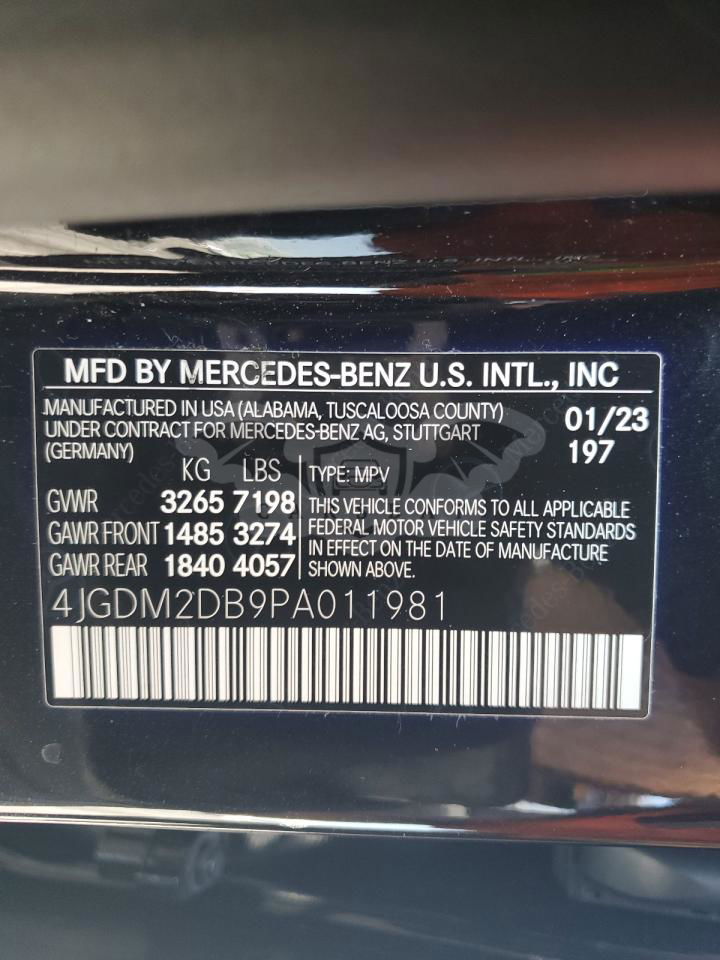 MFD BY MERCEDES-BENZ U.S. INTL., INC
MANUFACTURED IN USA (ALABAMA, TUSCALOOSA COUNTY)
UNDER CONTRACT FOR MERCEDES-BENZ AG, STUTTGART
(GERMANY)
01/23
197
KG LBS
GVWR 3265 7198
GAWR FRONT 1485 3274
GAWR REAR 1840 4057
TYPE: MPV
THIS VEHICLE CONFORMS TO ALL APPLICABLE
FEDERAL MOTOR VEHICLE SAFETY STANDARDS
IN EFFECT ON THE DATE OF MANUFACTURE
SHOWN ABOVE.
4JGDM2DB9PA011981